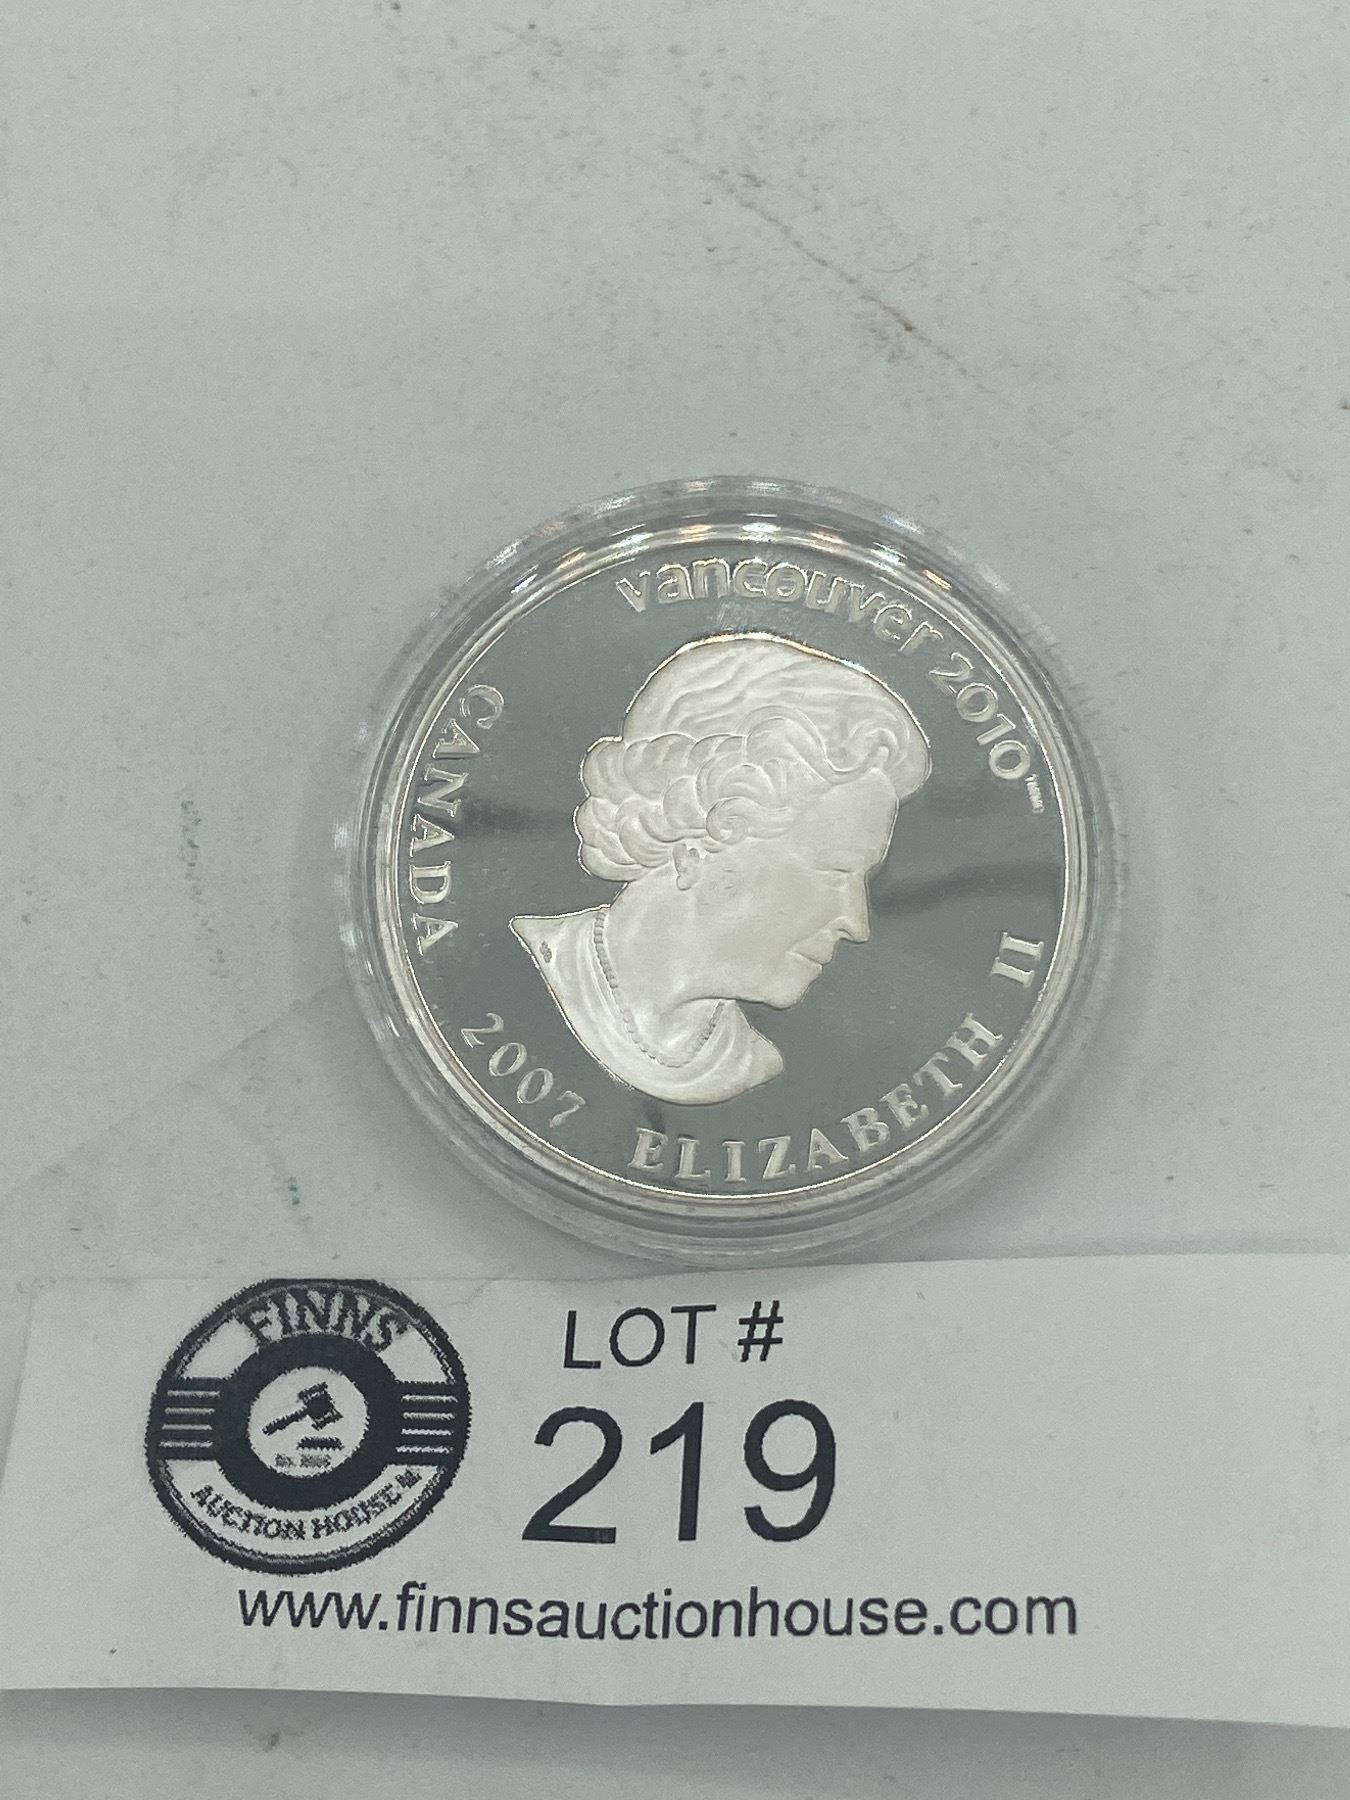 vancouver 2010
CANADA
2007
ELIZABETH II
FINNS
AUCTION HOUSE
LOT #
219
www.finnsauctionhouse.com